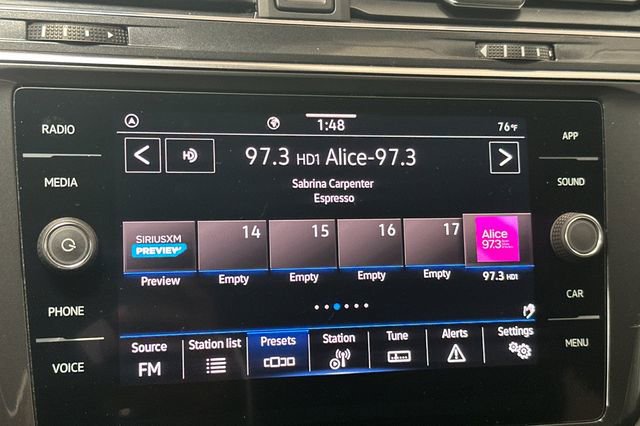 RADIO
MEDIA
PHONE
VOICE
1:48
76°F
97.3 HD1 Alice-97.3
Sabrina Carpenter
Espresso
SIRIUSXM
PREVIEW
Preview
14
Empty
15
Empty
16
Empty
17
Empty
Alice
97.3
97.3 HD1
Source
FM
Station list
Presets
Station
Tune
Alerts
Settings
APP
SOUND
CAR
MENU